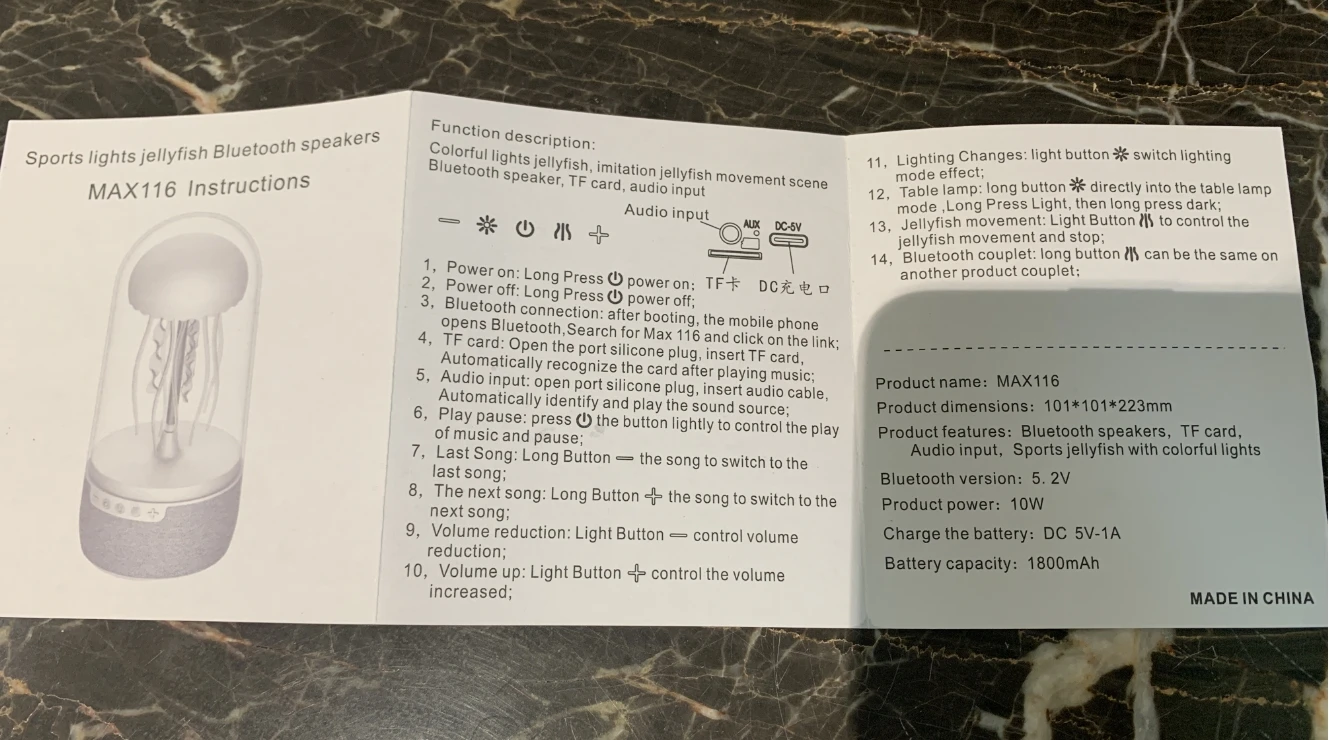 Sports lights jellyfish Bluetooth speakers
MAX116 Instructions
Function description:
Colorful lights jellyfish, imitation jellyfish movement scene
Bluetooth speaker, TF card, audio input
Audio input
AUX
DC-5V
TF卡
DC充电口
1, Power on: Long Press power on;
2, Power off: Long Press power off;
3, Bluetooth connection: after booting, the mobile phone
opens Bluetooth,Search for Max 116 and click on the link;
4, TF card: Open the port silicone plug, insert TF card,
Automatically recognize the card after playing music;
5, Audio input: open port silicone plug, insert audio cable,
Automatically identify and play the sound source;
6, Play pause: press the button lightly to control the play
of music and pause;
7, Last Song: Long Button — the song to switch to the
last song;
8, The next song: Long Button + the song to switch to the
next song;
9, Volume reduction: Light Button — control volume
reduction;
10, Volume up: Light Button + control the volume
increased;
11, Lighting Changes: light button switch lighting
mode effect;
12, Table lamp: long button directly into the table lamp
mode ,Long Press Light, then long press dark;
13, Jellyfish movement: Light Button to control the
jellyfish movement and stop;
14, Bluetooth couplet: long button can be the same on
another product couplet;
Product name: MAX116
Product dimensions: 101*101*223mm
Product features: Bluetooth speakers, TF card,
Audio input, Sports jellyfish with colorful lights
Bluetooth version: 5.2V
Product power: 10W
Charge the battery: DC 5V-1A
Battery capacity: 1800mAh
MADE IN CHINA